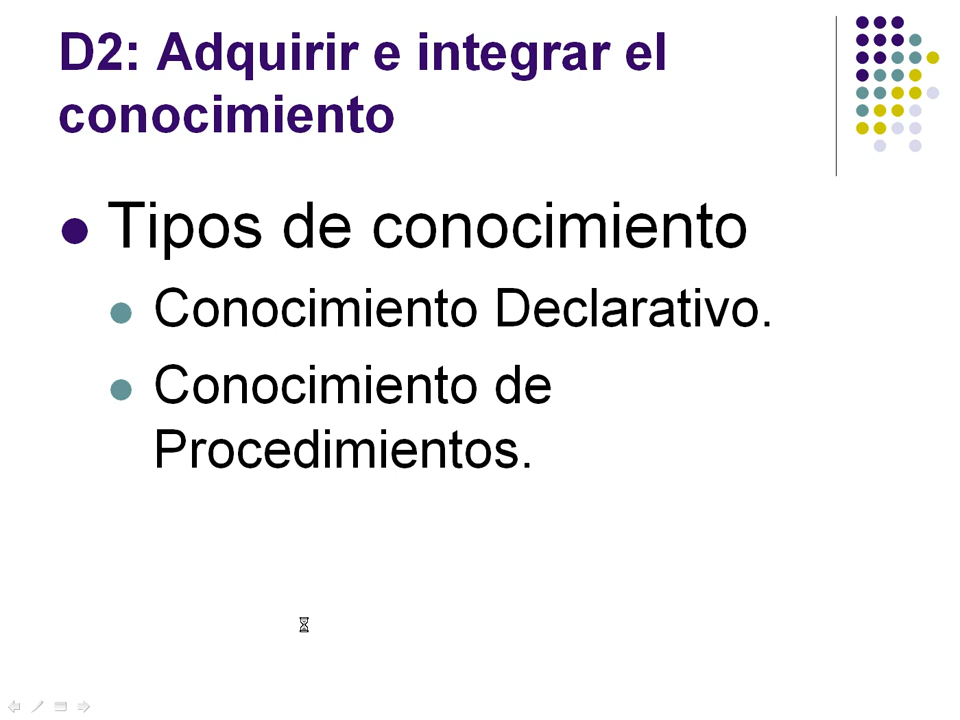 D2: Adquirir e integrar el
conocimiento
Tipos de conocimiento
Conocimiento Declarativo.
Conocimiento de
Procedimientos.